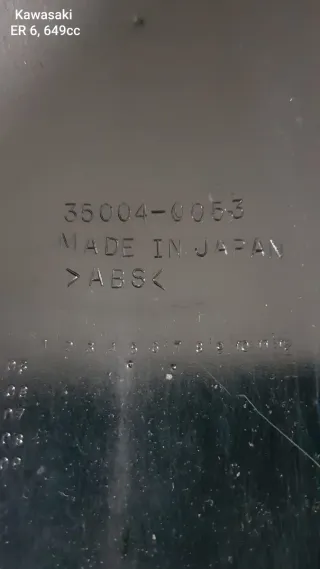 Kawasaki
ER 6, 649cc
35004-0053
MADE IN JAPAN
>ABS<